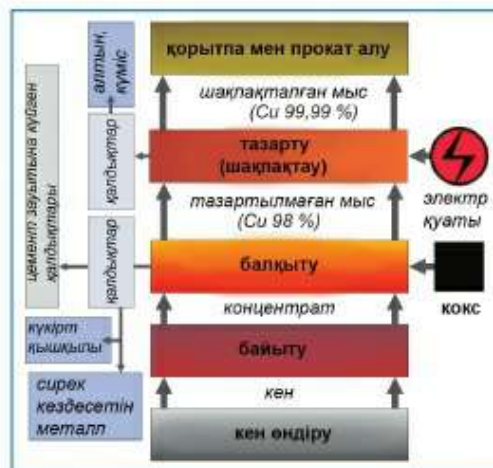 қорытпа мен прокат алу
шақпақталған мыс
(Cu 99,99 %)
тазарту
(шақпақтау)
тазартылмаған мыс
(Cu 98 %)
балқыту
концентрат
байыту
кен
кен өндіру
электр
қуаты
кокс
алтын,
күміс
қалдықтар
қалдықтар
цемент зауытына күйген
қалдықтары
күкірт
қышқылы
сирек
кездесетін
металл